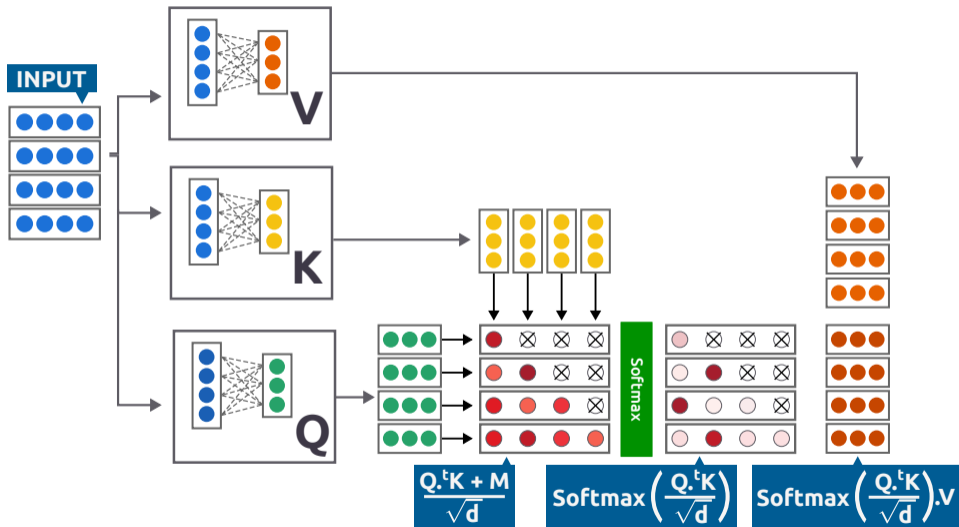 INPUT
V
K
Q
Softmax
Q.ᵗK + M
√d
Softmax (Q.ᵗK / √d)
Softmax (Q.ᵗK / √d).V